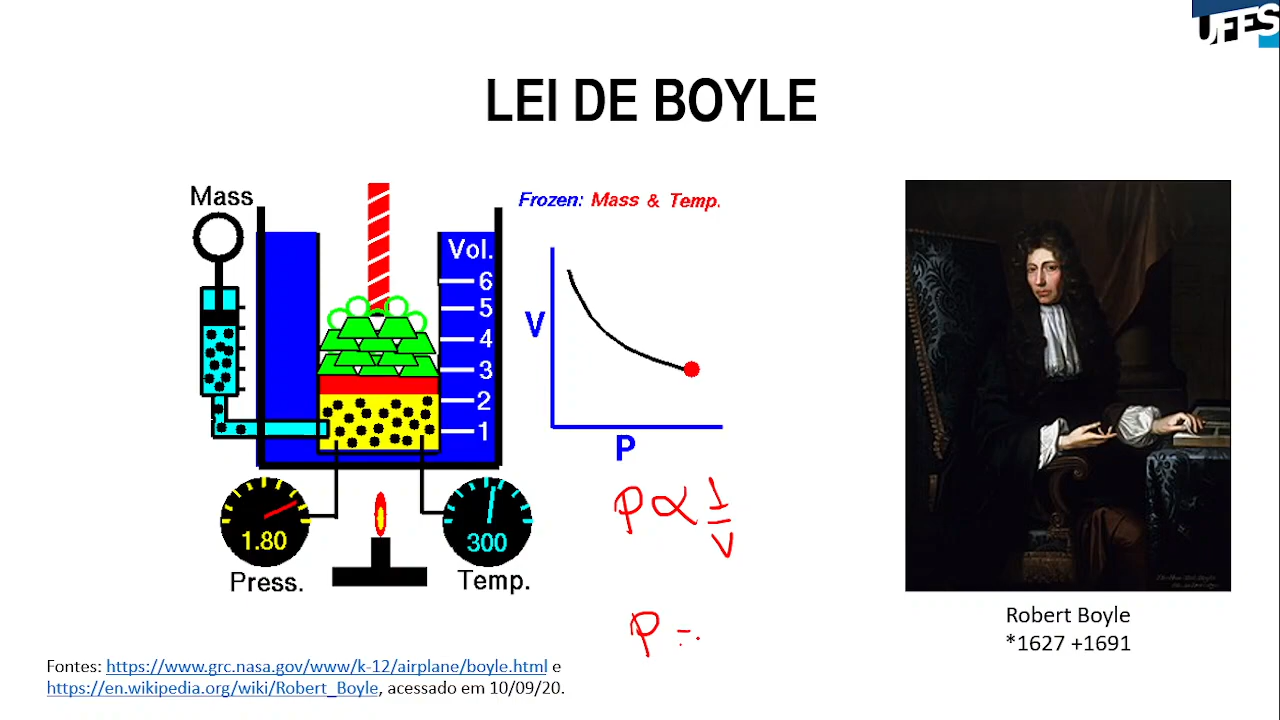 UFES
LEI DE BOYLE
Mass
Frozen: Mass & Temp.
Vol.
6
5
4
3
2
1
V
P
P ∝ 1/V
1.80
300
Press.
Temp.
P =
Robert Boyle
*1627 +1691
Fontes: https://www.grc.nasa.gov/www/k-12/airplane/boyle.html e
https://en.wikipedia.org/wiki/Robert_Boyle, acessado em 10/09/20.